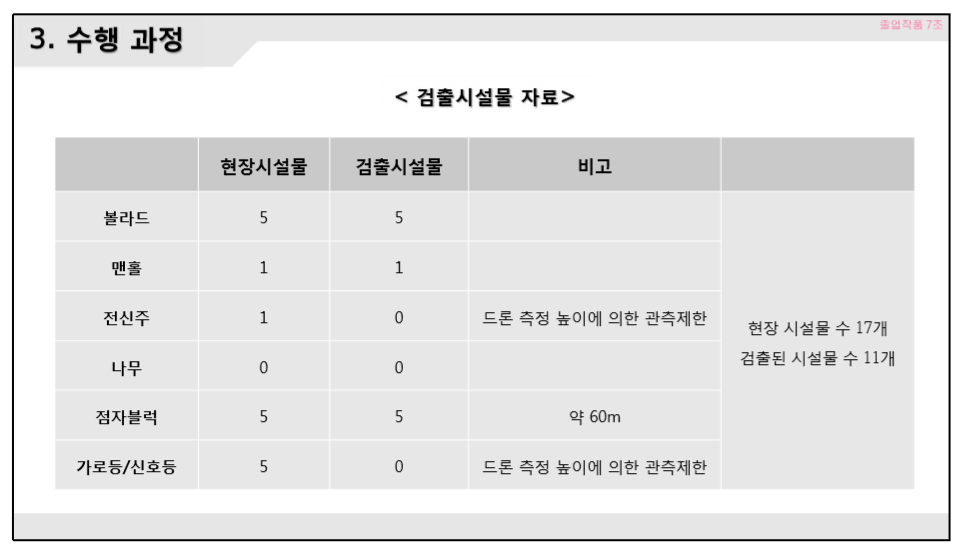 졸업작품 7조
3. 수행 과정
< 검출시설물 자료>
현장시설물 검출시설물 비고
볼라드 5 5
맨홀 1 1
전신주 1 0 드론 측정 높이에 의한 관측제한
나무 0 0
점자블럭 5 5 약 60m
가로등/신호등 5 0 드론 측정 높이에 의한 관측제한
현장 시설물 수 17개
검출된 시설물 수 11개